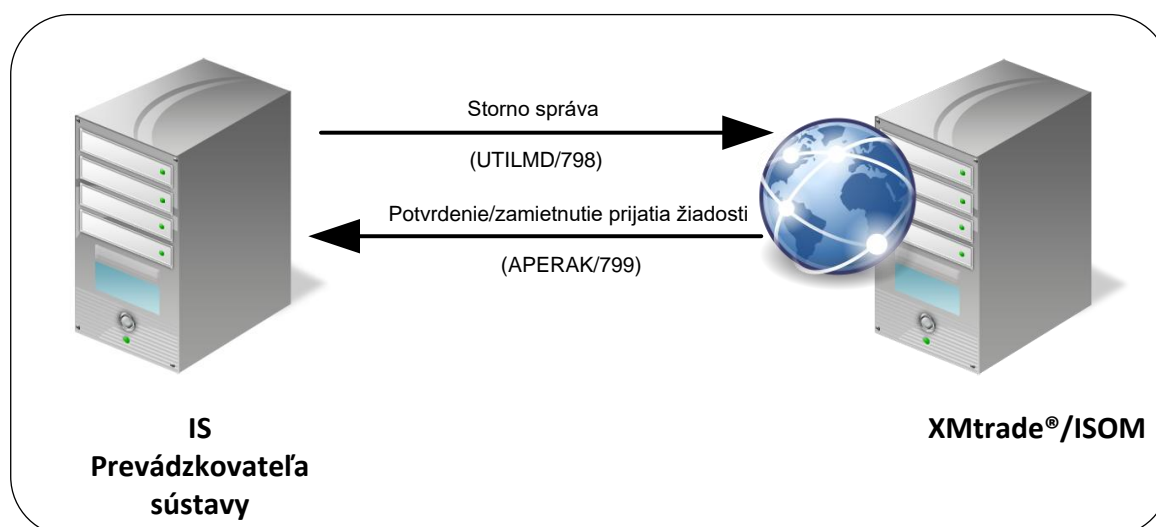 Storno správa
(UTILMD/798)
Potvrdenie/zamietnutie prijatia žiadosti
(APERAK/799)
IS
Prevádzkovateľa
sústavy
XMtrade®/ISOM